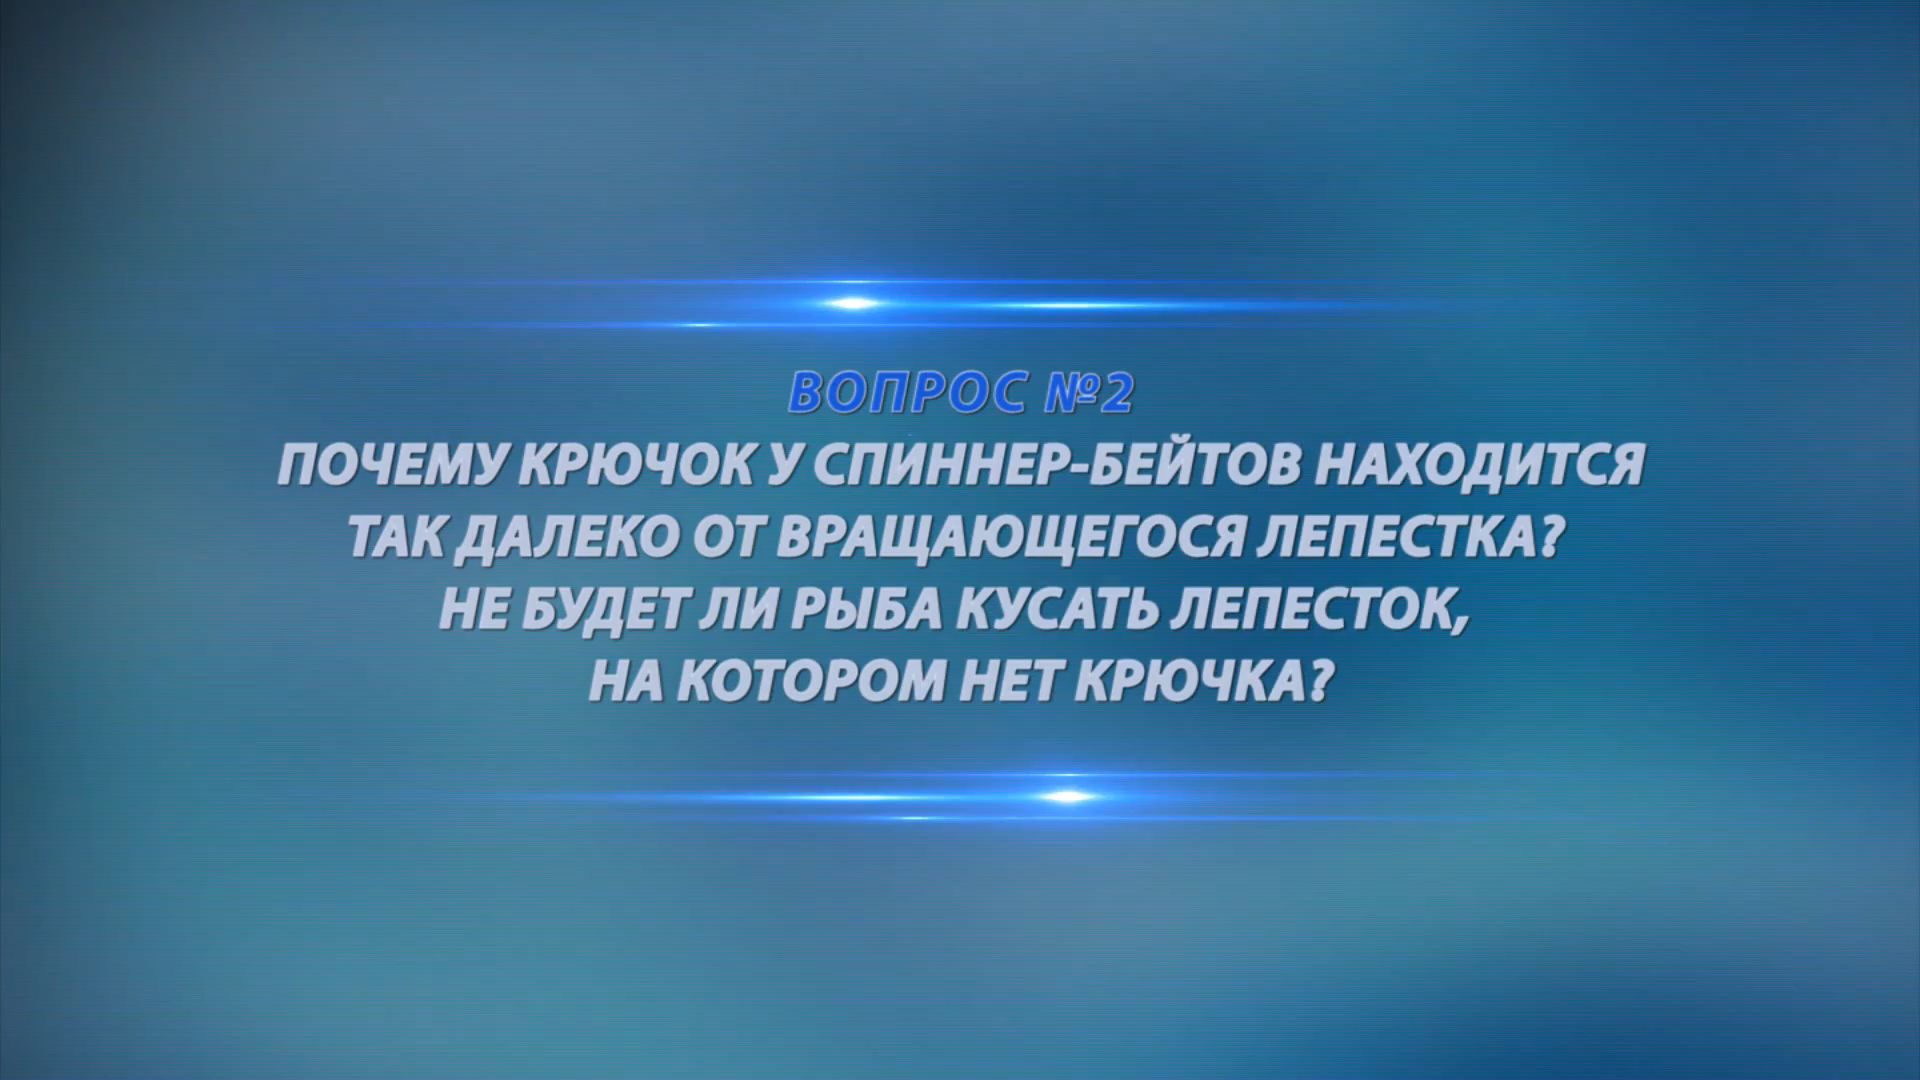 ВОПРОС №2
ПОЧЕМУ КРЮЧОК У СПИННЕР-БЕЙТОВ НАХОДИТСЯ
ТАК ДАЛЕКО ОТ ВРАЩАЮЩЕГОСЯ ЛЕПЕСТКА?
НЕ БУДЕТ ЛИ РЫБА КУСАТЬ ЛЕПЕСТОК,
НА КОТОРОМ НЕТ КРЮЧКА?